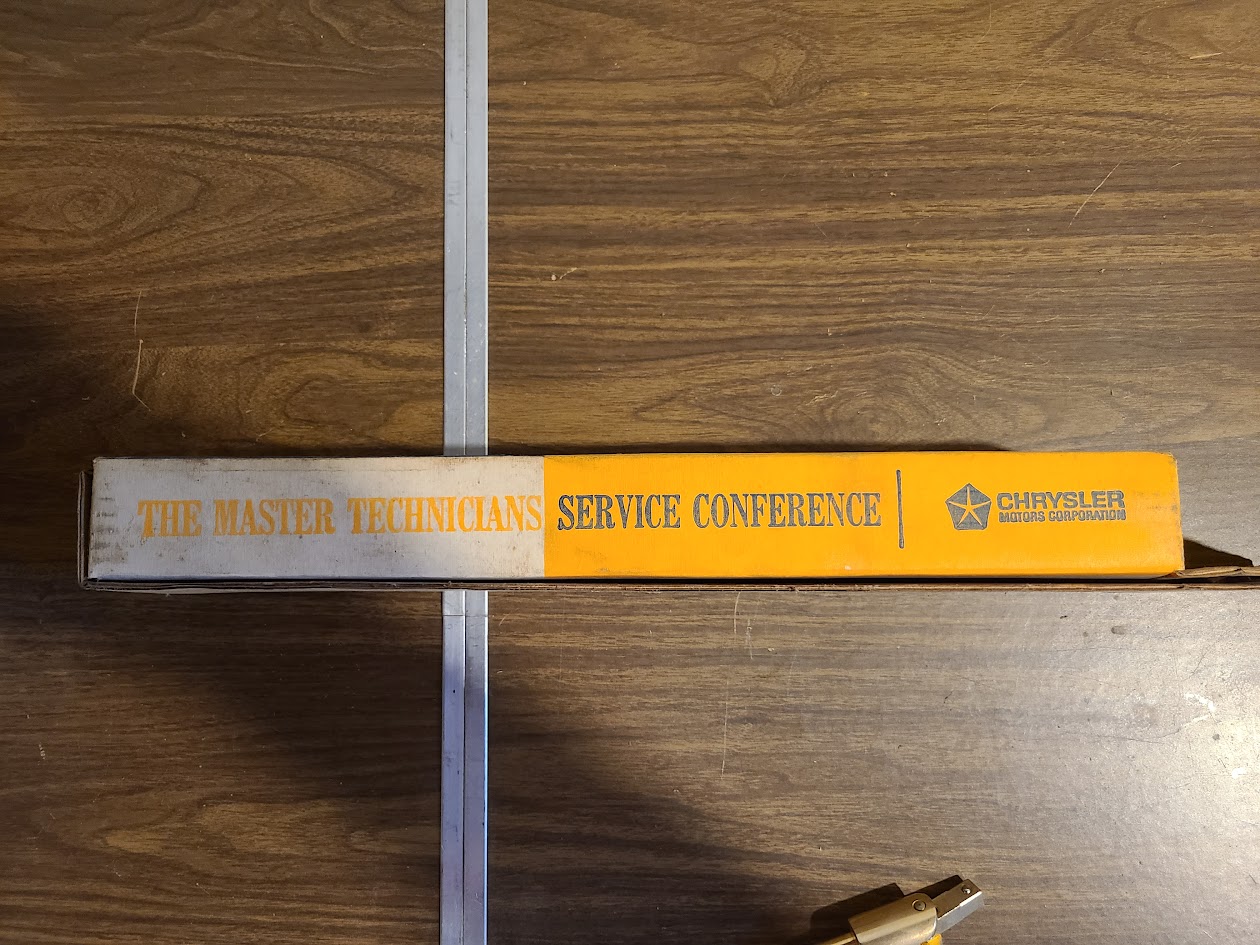 THE MASTER TECHNICIANS SERVICE CONFERENCE
CHRYSLER
MOTORS CORPORATION